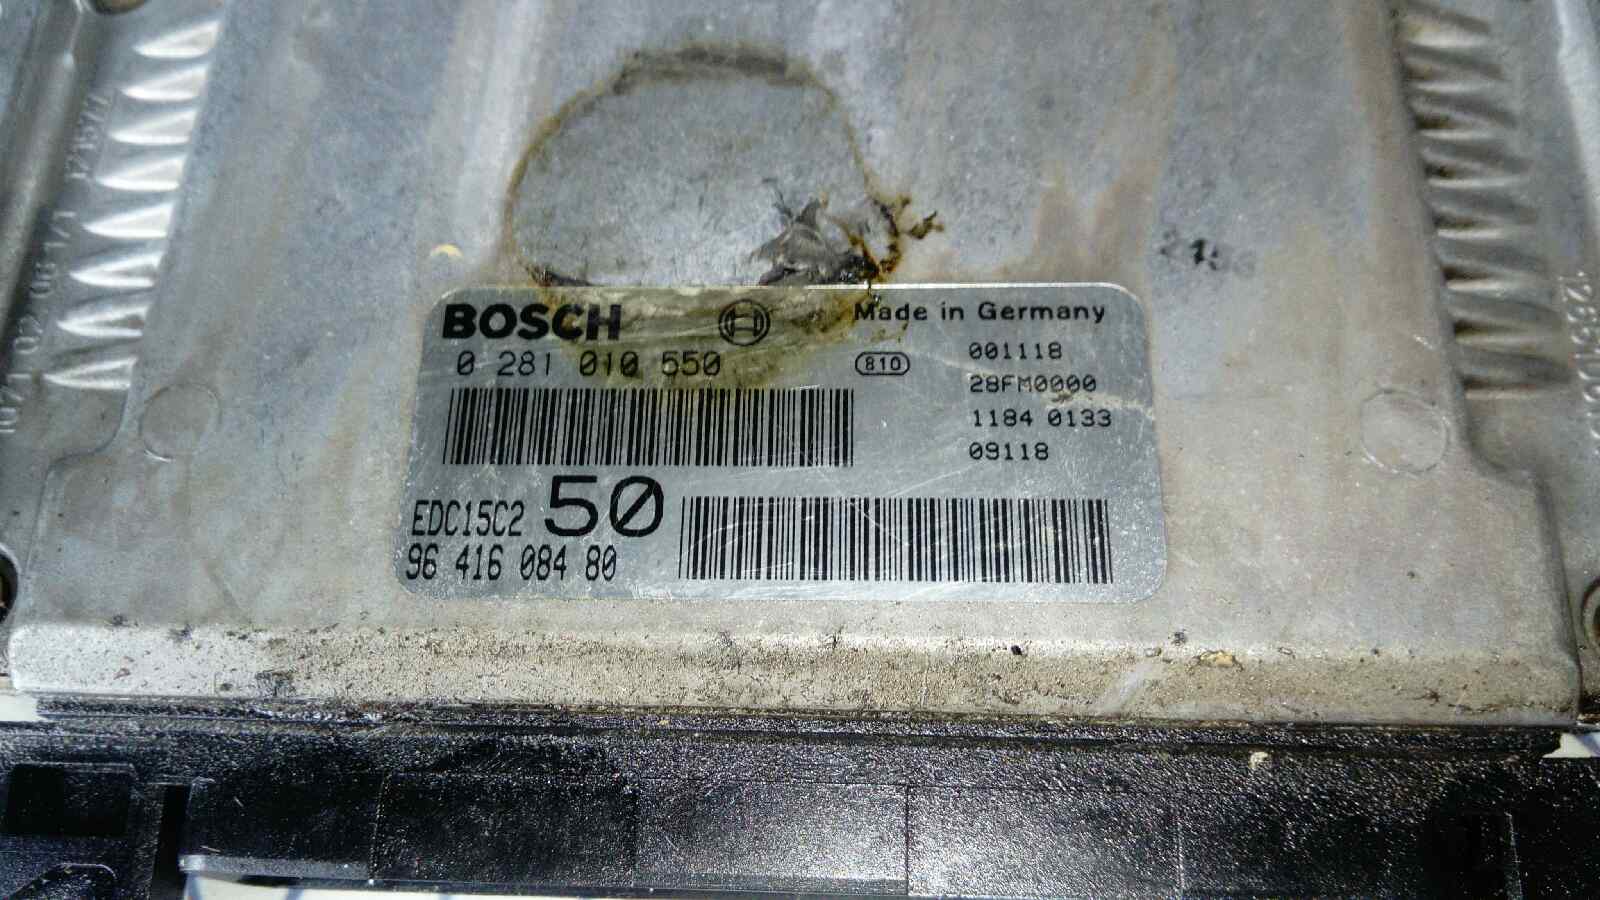 BOSCH
Made in Germany
0 281 010 550
810
001118
28FM0000
1184 0133
09118
EDC15C2 50
96 416 084 80